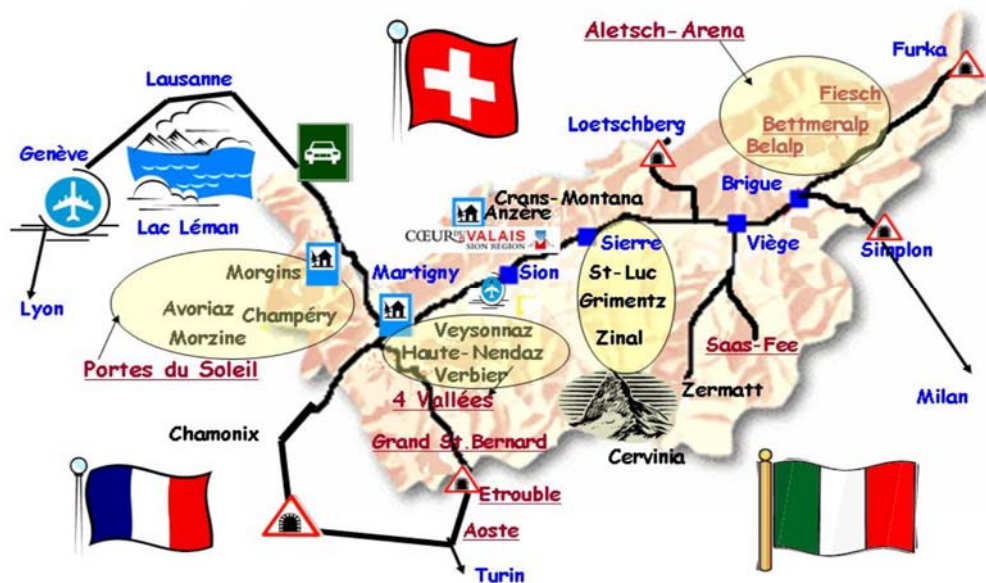 Aletsch-Arena
Furka
Lausanne
Fiesch
Loetschberg
Bettmeralp
Genève
Belalp
Brigue
Crans-Montana
Anzère
Lac Léman
CŒUR DU VALAIS
SION RÉGION
Sierre
Viège
Simplon
Morgins
Martigny
Sion
St-Luc
Lyon
Avoriaz
Champéry
Grimentz
Morzine
Veysonnaz
Zinal
Haute-Nendaz
Saas-Fee
Portes du Soleil
Verbier
Zermatt
4 Vallées
Milan
Chamonix
Grand St.Bernard
Cervinia
Etrouble
Aoste
Turin